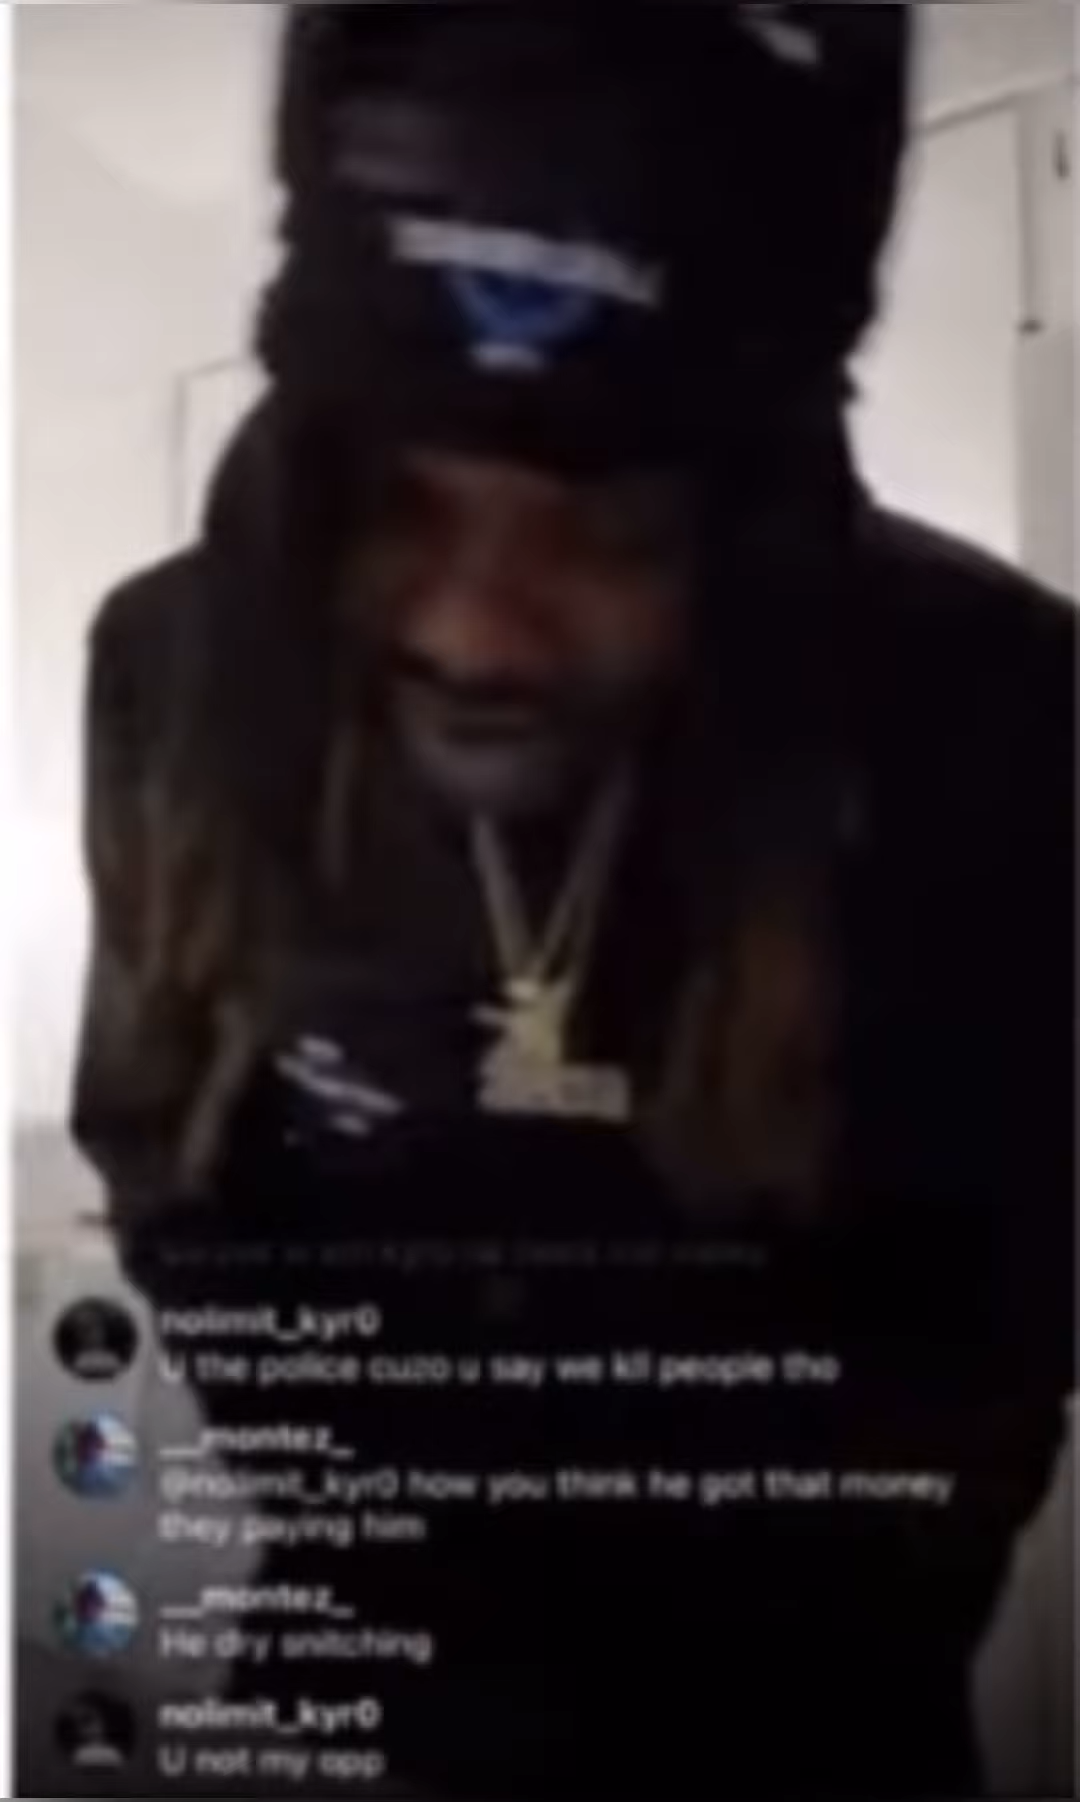 nolimit_kyr0
U the police cuzo u say we kll people tho
__montez_
@nolimit_kyr0 how you think he got that money
they paying him
__montez_
He dry snitching
nolimit_kyr0
U not my opp